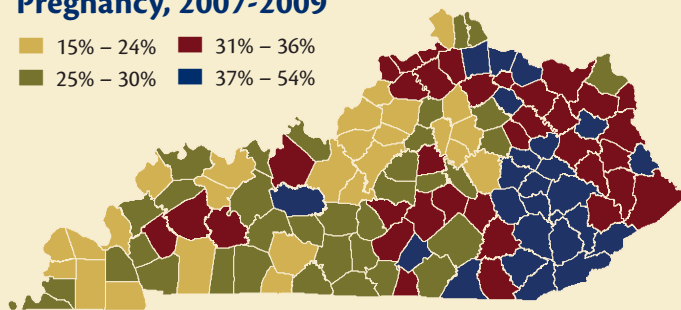 Pregnancy, 2007-2009
15% – 24%
31% – 36%
25% – 30%
37% – 54%